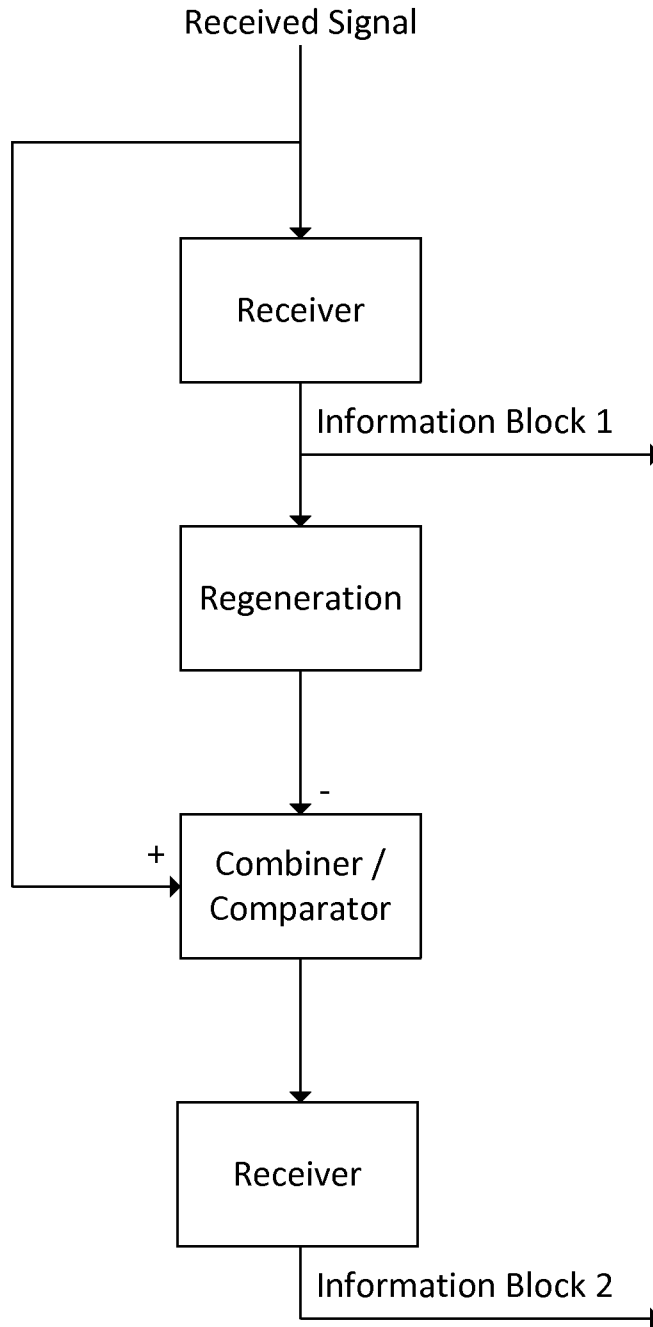 Received Signal
Receiver
Information Block 1
Regeneration
-
+
Combiner /
Comparator
Receiver
Information Block 2